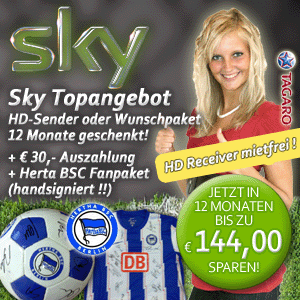 sky
TAGARO
Sky Topangebot
HD-Sender oder Wunschpaket
12 Monate geschenkt!
+ € 30,- Auszahlung
+ Herta BSC Fanpaket
(handsigniert !!)
HD Receiver mietfrei !
JETZT IN
12 MONATEN
BIS ZU
€ 144,00
SPAREN!
HERTHA BSC
BERLIN
DB